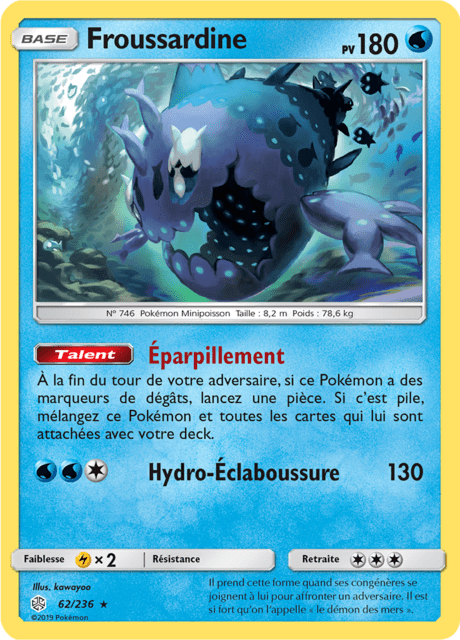 BASE Froussardine PV 180
N° 746 Pokémon Minipoisson Taille : 8,2 m Poids : 78,6 kg
Talent Éparpillement
À la fin du tour de votre adversaire, si ce Pokémon a des
marqueurs de dégâts, lancez une pièce. Si c'est pile,
mélangez ce Pokémon et toutes les cartes qui lui sont
attachées avec votre deck.
Hydro-Éclaboussure 130
Faiblesse × 2 Résistance Retraite
Illus. kawayoo
62/236 ★
©2019 Pokémon
Il prend cette forme quand ses congénères se
joignent à lui pour affronter un adversaire. Il est
si fort qu'on l'appelle « le démon des mers ».